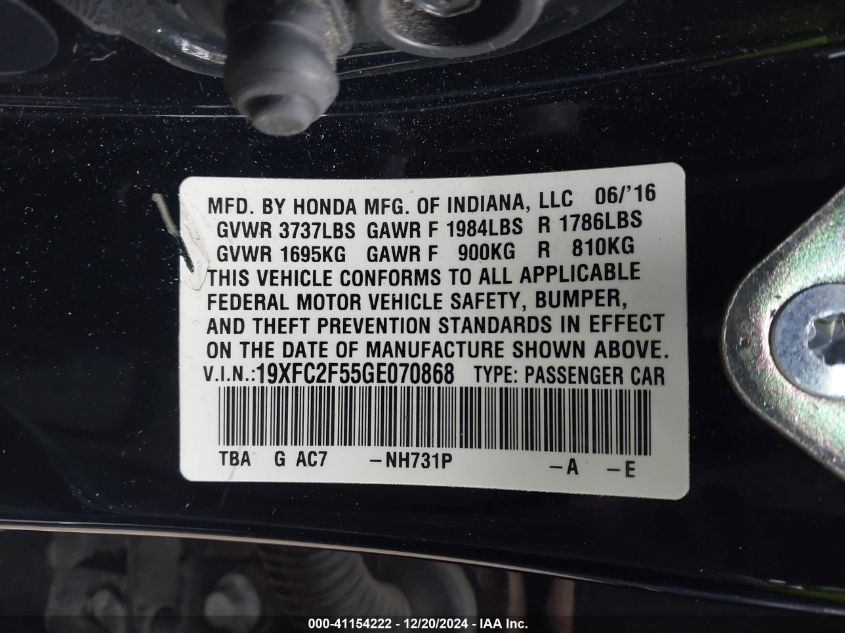 MFD. BY HONDA MFG. OF INDIANA, LLC 06/'16
GVWR 3737LBS GAWR F 1984LBS R 1786LBS
GVWR 1695KG GAWR F 900KG R 810KG
THIS VEHICLE CONFORMS TO ALL APPLICABLE
FEDERAL MOTOR VEHICLE SAFETY, BUMPER,
AND THEFT PREVENTION STANDARDS IN EFFECT
ON THE DATE OF MANUFACTURE SHOWN ABOVE.
V.I.N.:19XFC2F55GE070868 TYPE: PASSENGER CAR
TBA G AC7 -NH731P -A -E
000-41154222 - 12/20/2024 - IAA Inc.